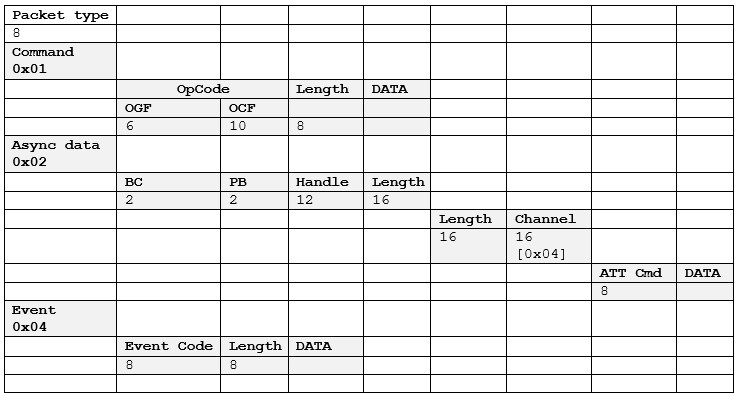 Packet type
8
Command
0x01
OpCode Length DATA
OGF OCF
6 10 8
Async data
0x02
BC PB Handle Length
2 2 12 16
Length Channel
16 16
[0x04]
ATT Cmd DATA
8
Event
0x04
Event Code Length DATA
8 8